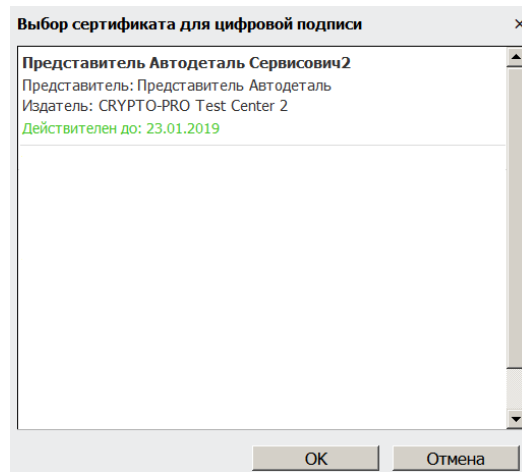 Выбор сертификата для цифровой подписи
Представитель Автодеталь Сервисович2
Представитель: Представитель Автодеталь
Издатель: CRYPTO-PRO Test Center 2
Действителен до: 23.01.2019
OK
Отмена